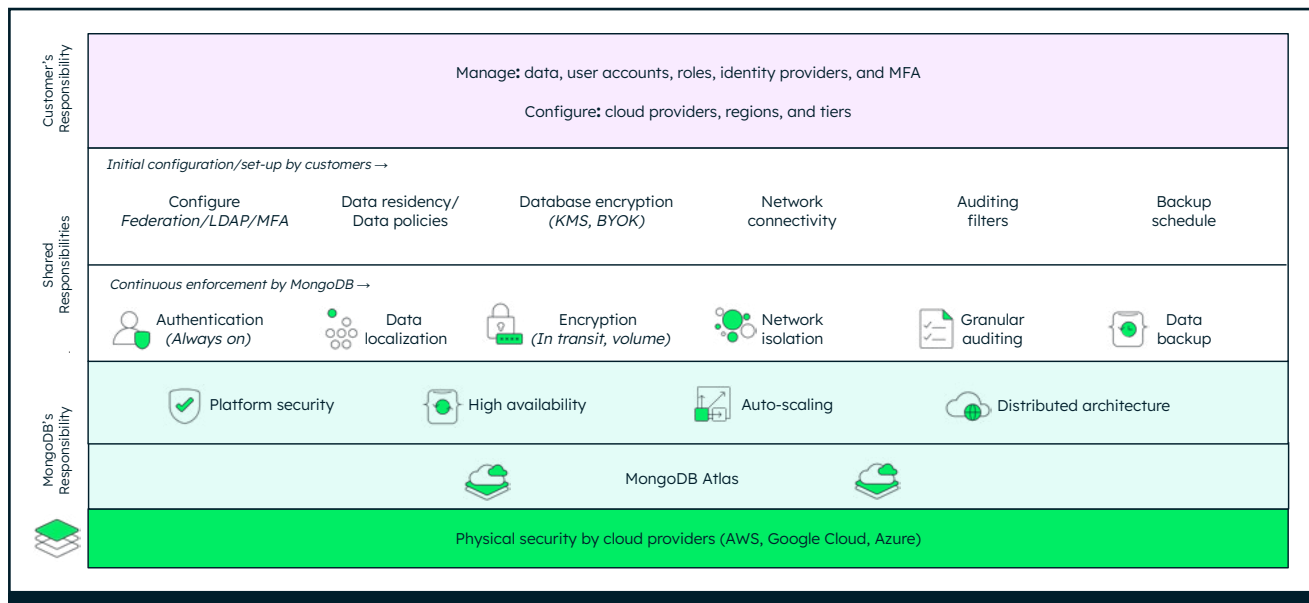 Customer's
Responsibility
Manage: data, user accounts, roles, identity providers, and MFA
Configure: cloud providers, regions, and tiers
Shared
Responsibilities
Initial configuration/set-up by customers →
Configure
Federation/LDAP/MFA
Data residency/
Data policies
Database encryption
(KMS, BYOK)
Network
connectivity
Auditing
filters
Backup
schedule
Continuous enforcement by MongoDB →
Authentication
(Always on)
Data
localization
Encryption
(In transit, volume)
Network
isolation
Granular
auditing
Data
backup
MongoDB's
Responsibility
Platform security
High availability
Auto-scaling
Distributed architecture
MongoDB Atlas
Physical security by cloud providers (AWS, Google Cloud, Azure)